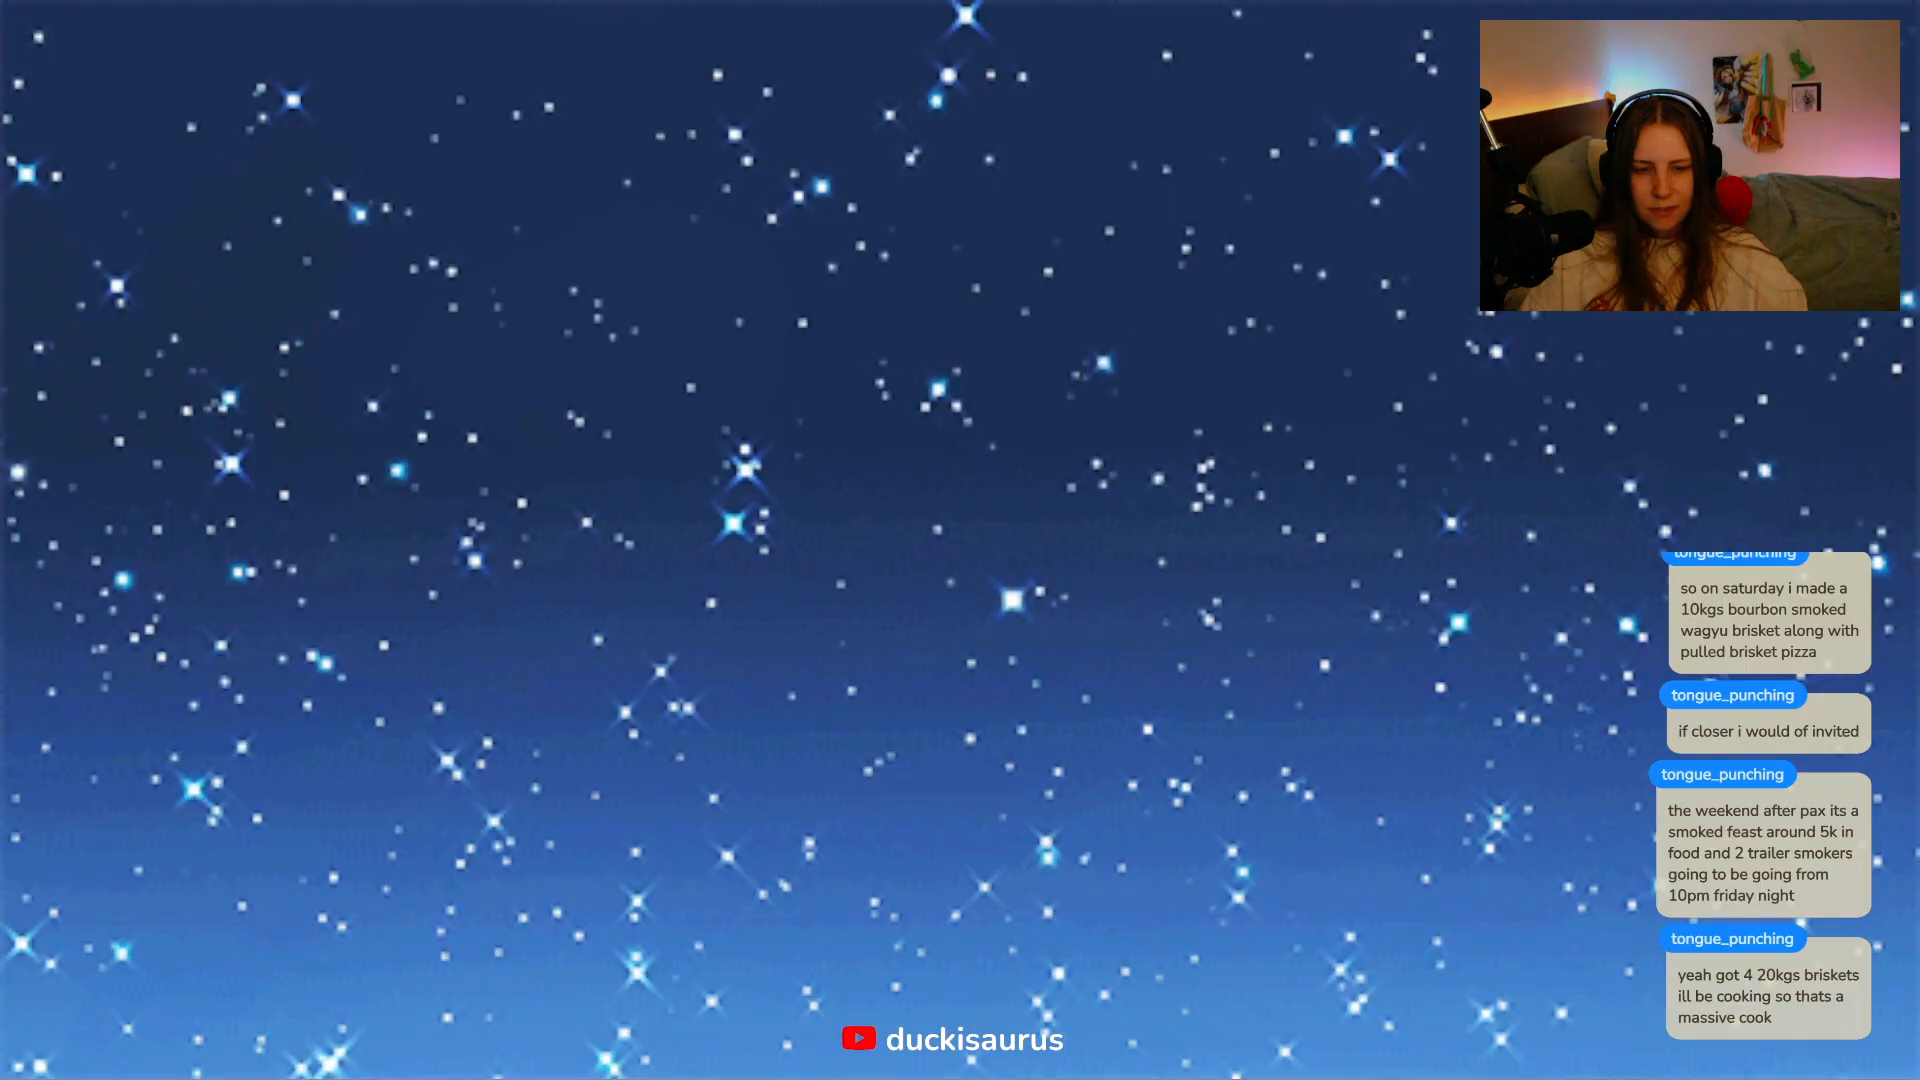 tongue_punching
so on saturday i made a
10kgs bourbon smoked
wagyu brisket along with
pulled brisket pizza
tongue_punching
if closer i would of invited
tongue_punching
the weekend after pax its a
smoked feast around 5k in
food and 2 trailer smokers
going to be going from
10pm friday night
tongue_punching
yeah got 4 20kgs briskets
ill be cooking so thats a
massive cook
duckisaurus